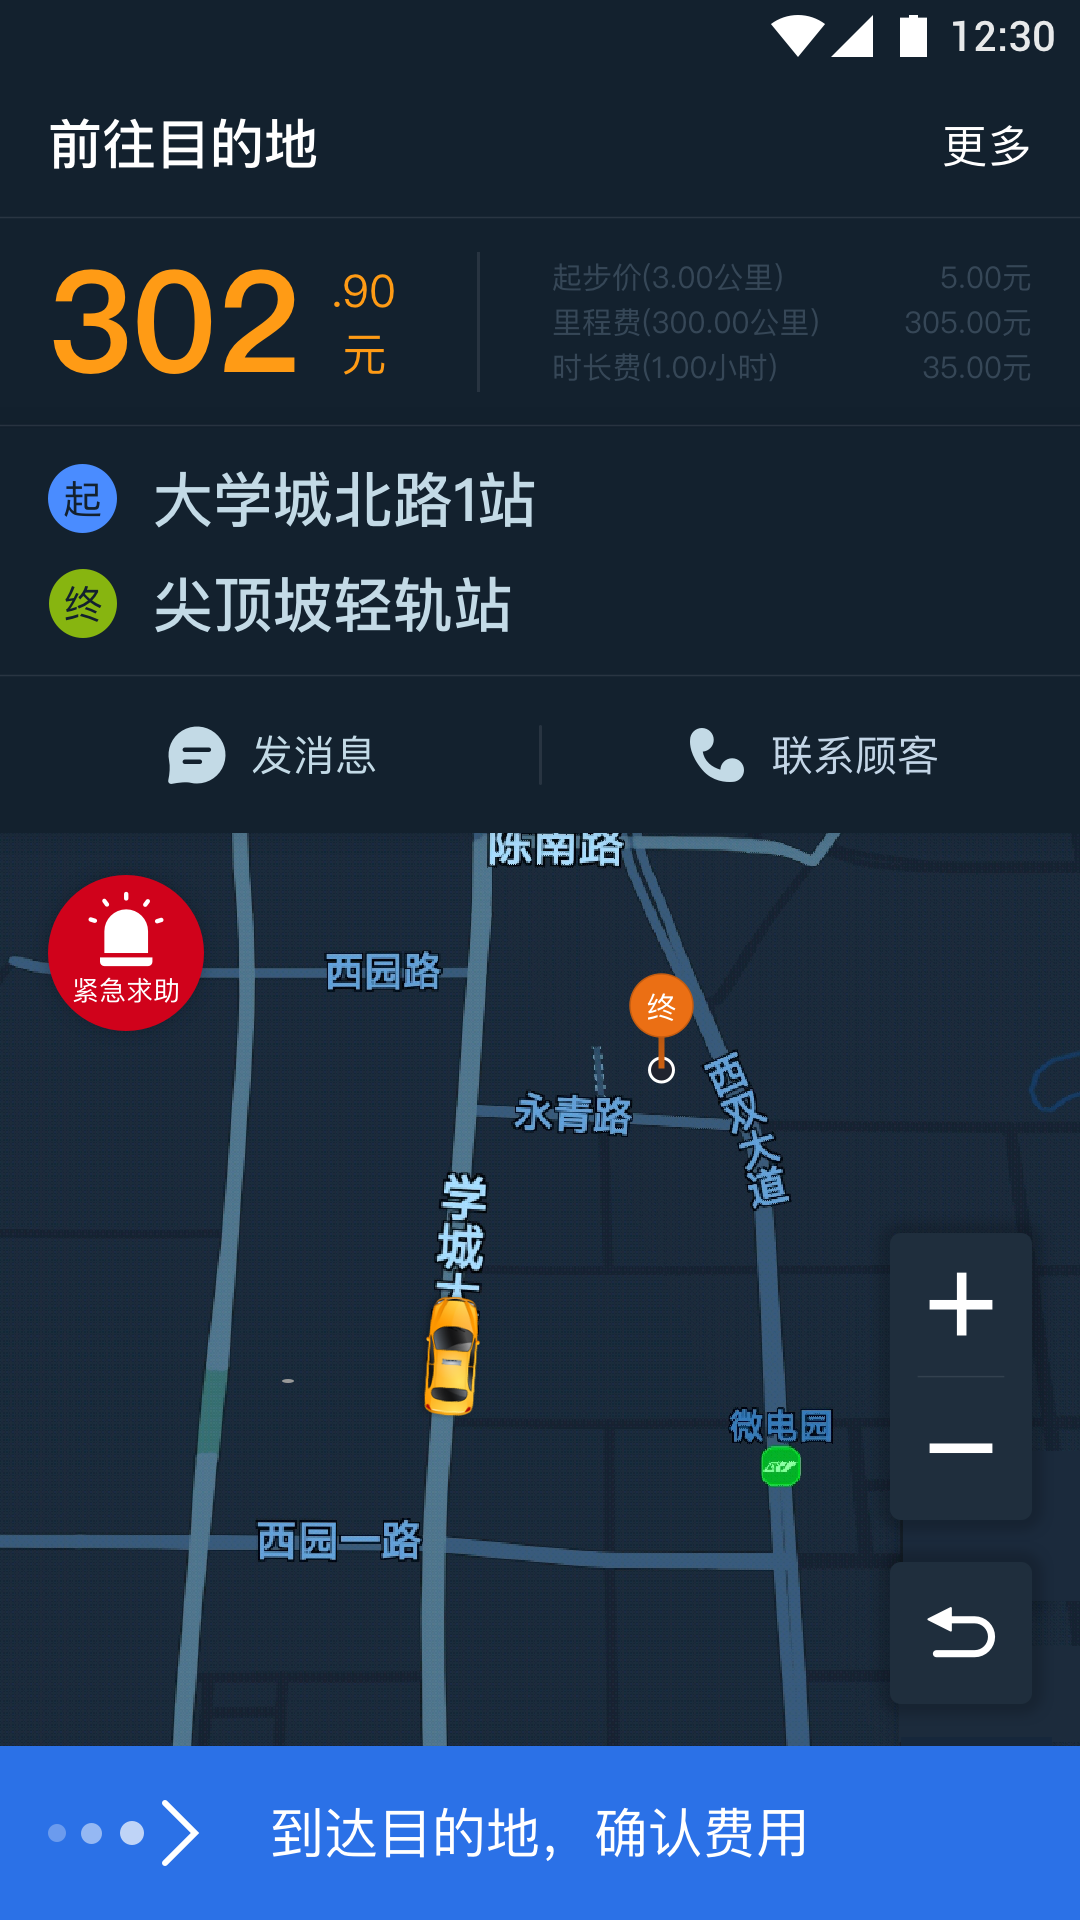 12:30
前往目的地
更多
302.90元
起步价(3.00公里) 5.00元
里程费(300.00公里) 305.00元
时长费(1.00小时) 35.00元
起 大学城北路1站
终 尖顶坡轻轨站
发消息
联系顾客
陈南路
紧急求助
西园路
终
西双大道
永青路
学城
微电园
西园一路
到达目的地，确认费用